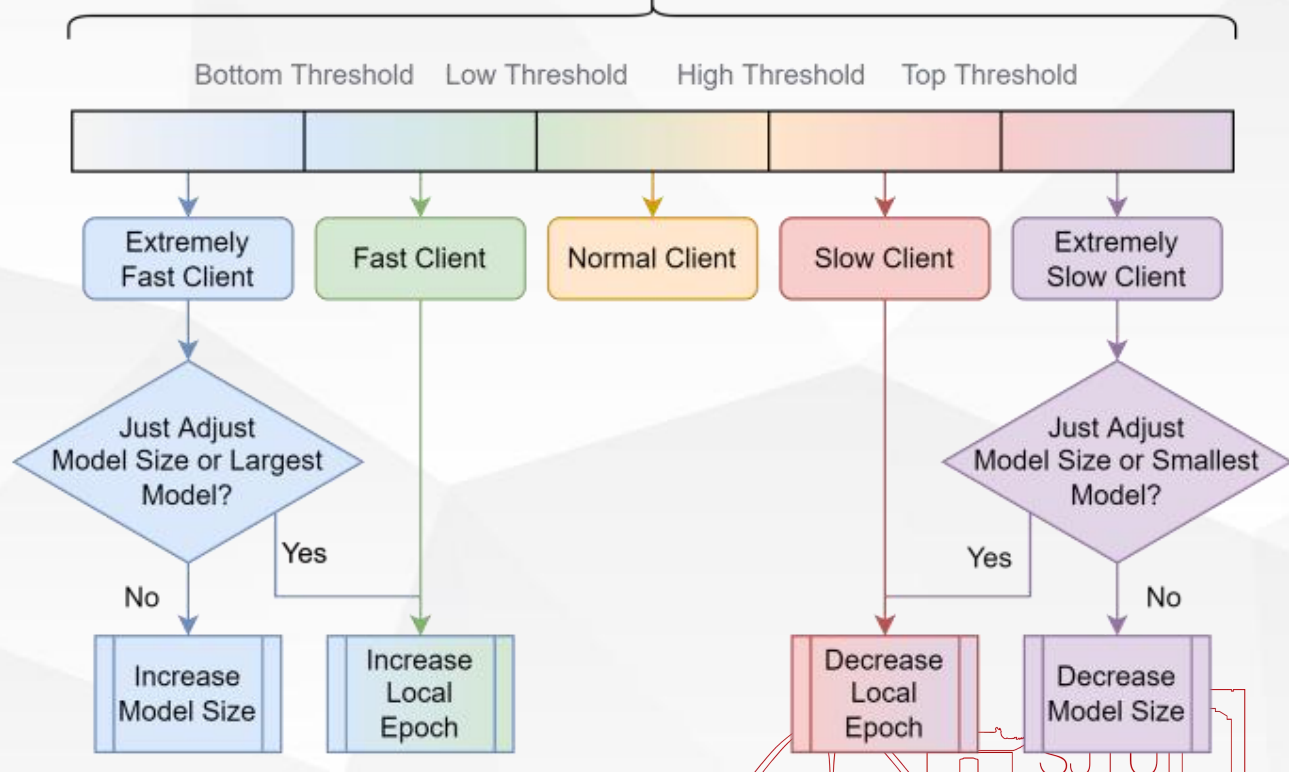 Bottom Threshold Low Threshold High Threshold Top Threshold
Extremely
Fast Client
Fast Client
Normal Client
Slow Client
Extremely
Slow Client
Just Adjust
Model Size or Largest
Model?
Just Adjust
Model Size or Smallest
Model?
Yes
No
Yes
No
Increase
Model Size
Increase
Local
Epoch
Decrease
Local
Epoch
Decrease
Model Size